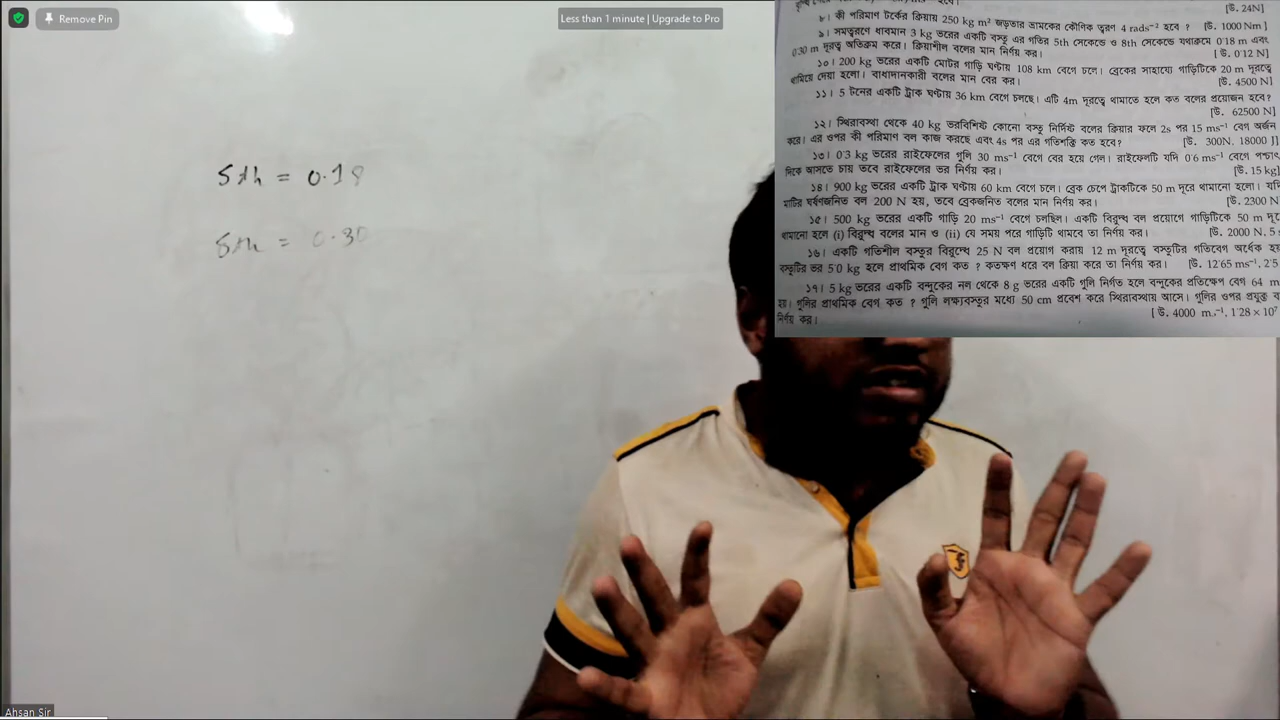 Remove Pin
Less than 1 minute | Upgrade to Pro
[উ. 24N]
৮। কী পরিমাণ টর্কের ক্রিয়ায় 250 kg m² জড়তার ভ্রামকের কৌণিক ত্বরণ 4 rads⁻² হবে ? [উ. 1000 Nm ]
৯। সমত্বরণে ধাবমান 3 kg ভরের একটি বস্তু এর গতির 5th সেকেন্ডে ও 8th সেকেন্ডে যথাক্রমে 0·18 m এবং
0·30 m দূরত্ব অতিক্রম করে। ক্রিয়াশীল বলের মান নির্ণয় কর। [উ. 0·12 N]
১০। 200 kg ভরের একটি মোটর গাড়ি ঘণ্টায় 108 km বেগে চলে। ব্রেকের সাহায্যে গাড়িটিকে 20 m দূরত্বে
থামিয়ে দেয়া হলো। বাধাদানকারী বলের মান বের কর। [উ. 4500 N]
১১। 5 টনের একটি ট্রাক ঘণ্টায় 36 km বেগে চলছে। এটি 4m দূরত্বে থামাতে হলে কত বলের প্রয়োজন হবে?
[উ. 62500 N]
১২। স্থিরাবস্থা থেকে 40 kg ভরবিশিষ্ট কোনো বস্তু নির্দিষ্ট বলের ক্রিয়ার ফলে 2s পর 15 ms⁻¹ বেগ অর্জন
করে। এর ওপর কী পরিমাণ বল কাজ করছে এবং 4s পর এর গতিশক্তি কত হবে? [উ. 300N, 18000 J]
১৩। 0·3 kg ভরের রাইফেলের গুলি 30 ms⁻¹ বেগে বের হয়ে গেল। রাইফেলটি যদি 0·6 ms⁻¹ বেগে পশ্চাৎ
দিকে আসতে চায় তবে রাইফেলের ভর নির্ণয় কর। [উ. 15 kg]
১৪। 900 kg ভরের একটি ট্রাক ঘণ্টায় 60 km বেগে চলে। ব্রেক চেপে ট্রাকটিকে 50 m দূরে থামানো হলো। যদি
মাটির ঘর্ষণজনিত বল 200 N হয়, তবে ব্রেকজনিত বলের মান নির্ণয় কর। [উ. 2300 N
১৫। 500 kg ভরের একটি গাড়ি 20 ms⁻¹ বেগে চলছিল। একটি বিরুদ্ধ বল প্রয়োগে গাড়িটিকে 50 m দূ
থামানো হলে (i) বিরুদ্ধ বলের মান ও (ii) যে সময় পরে গাড়িটি থামবে তা নির্ণয় কর। [উ. 2000 N, 5
১৬। একটি গতিশীল বস্তুর বিরুদ্ধে 25 N বল প্রয়োগ করায় 12 m দূরত্বে বস্তুটির গতিবেগ অর্ধেক হ
বস্তুটির ভর 5·0 kg হলে প্রাথমিক বেগ কত ? কতক্ষণ ধরে বল ক্রিয়া করে তা নির্ণয় কর। [উ. 12·65 ms⁻¹, 2·5
১৭। 5 kg ভরের একটি বন্দুকের নল থেকে 8 g ভরের একটি গুলি নির্গত হলে বন্দুকের প্রতিক্ষেপ বেগ 64 m
হয়। গুলির প্রাথমিক বেগ কত ? গুলি লক্ষ্যবস্তুর মধ্যে 50 cm প্রবেশ করে স্থিরাবস্থায় আসে। গুলির ওপর প্রযুক্ত
নির্ণয় কর। [ উ. 4000 m.⁻¹, 1·28 × 10⁷
5th = 0.18
8th = 0.30
Ahsan Sir